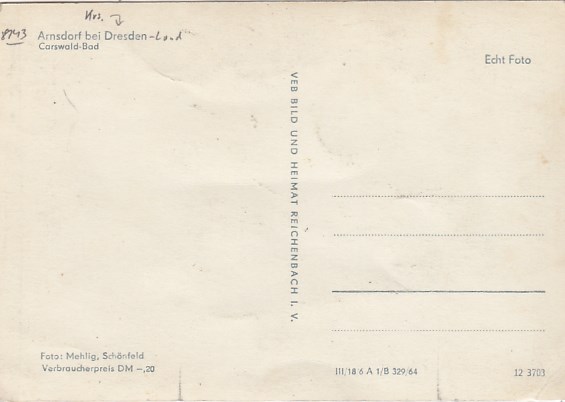 Krs.
8143 Arnsdorf bei Dresden-Land
Carswald-Bad
Echt Foto
VEB BILD UND HEIMAT REICHENBACH I. V.
Foto: Mehlig, Schönfeld
Verbraucherpreis DM –,20
III/18 6 A 1/B 329/64
12 3703